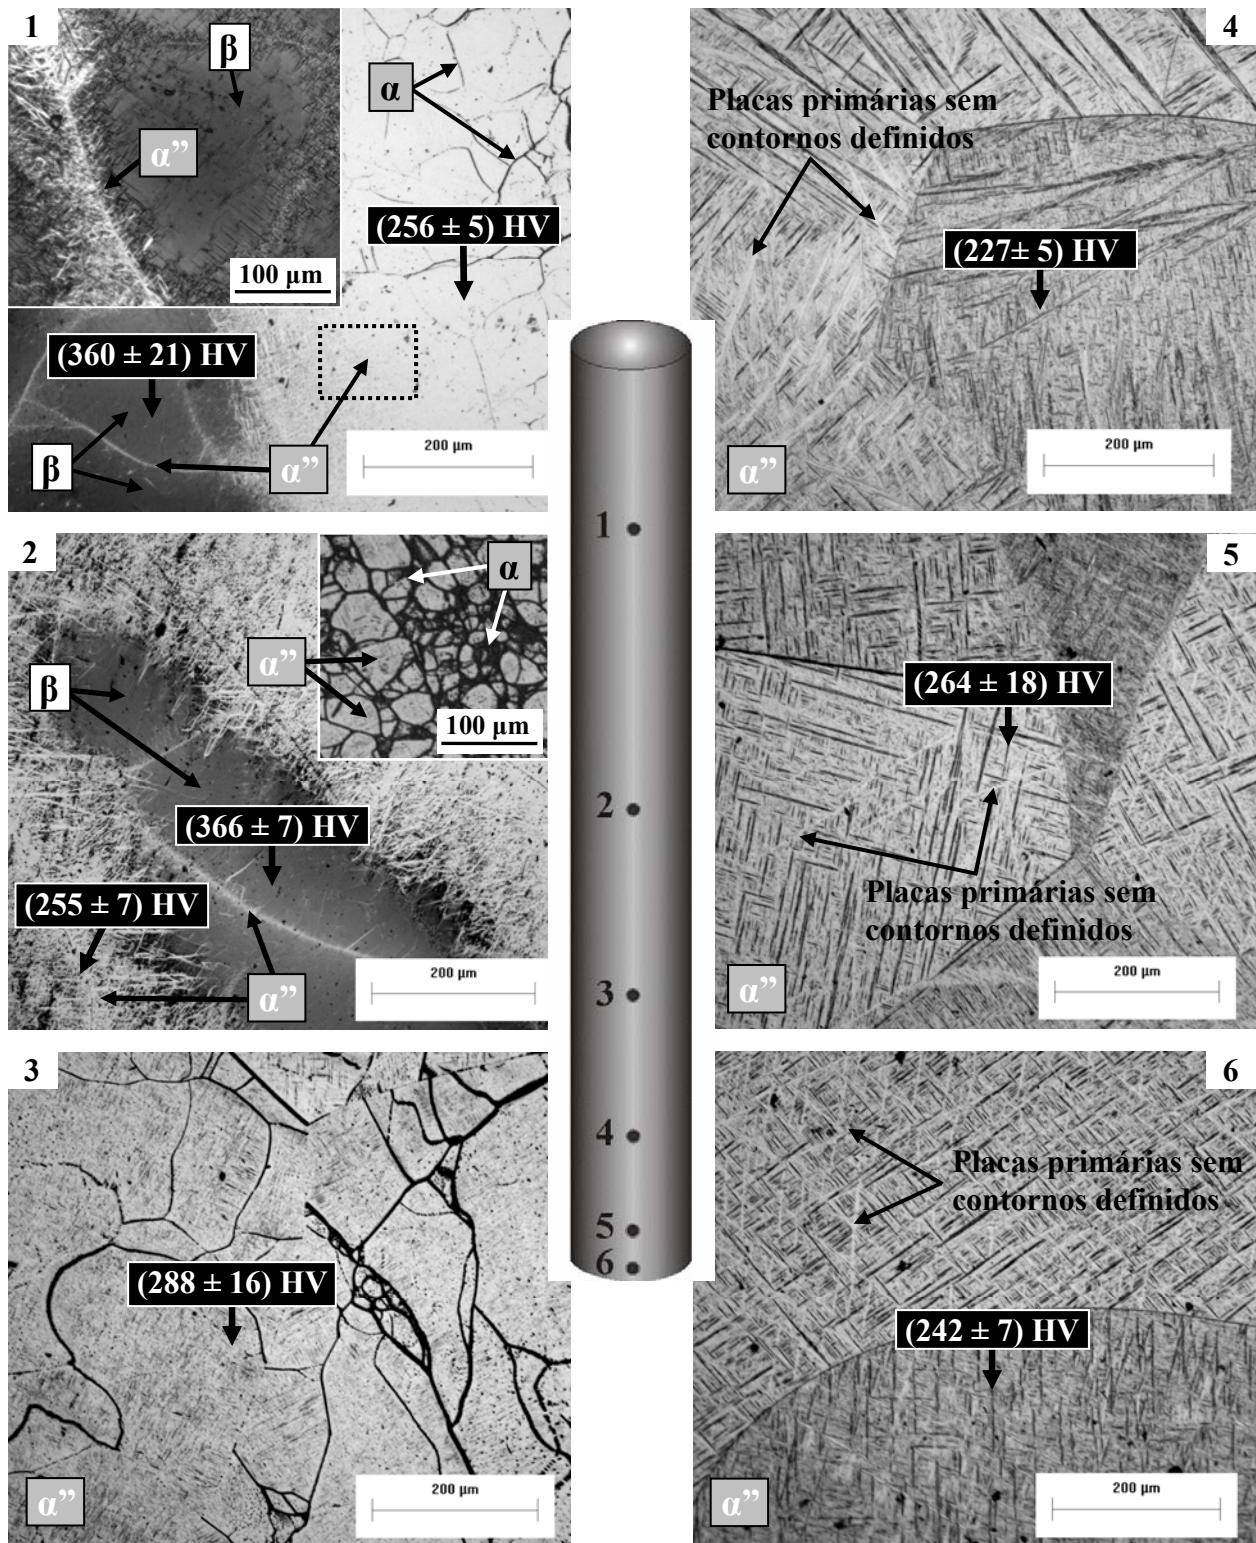 1
β
α”
100 µm
α
(256 ± 5) HV
(360 ± 21) HV
β
α”
200 µm
4
Placas primárias sem
contornos definidos
(227± 5) HV
α”
200 µm
2
β
α
α”
100 µm
(366 ± 7) HV
(255 ± 7) HV
α”
200 µm
1
2
3
4
5
6
5
(264 ± 18) HV
Placas primárias sem
contornos definidos
α”
200 µm
3
(288 ± 16) HV
α”
200 µm
6
Placas primárias sem
contornos definidos
(242 ± 7) HV
α”
200 µm